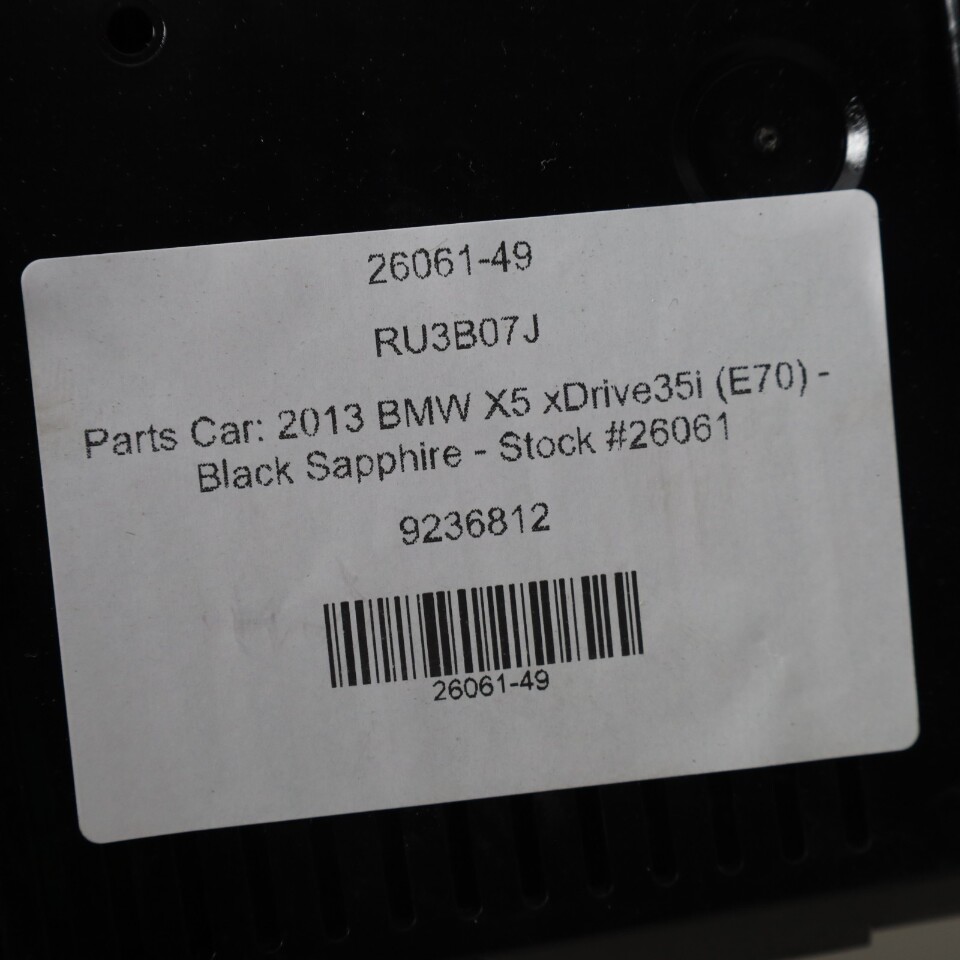 26061-49
RU3B07J
Parts Car: 2013 BMW X5 xDrive35i (E70) -
Black Sapphire - Stock #26061
9236812
26061-49